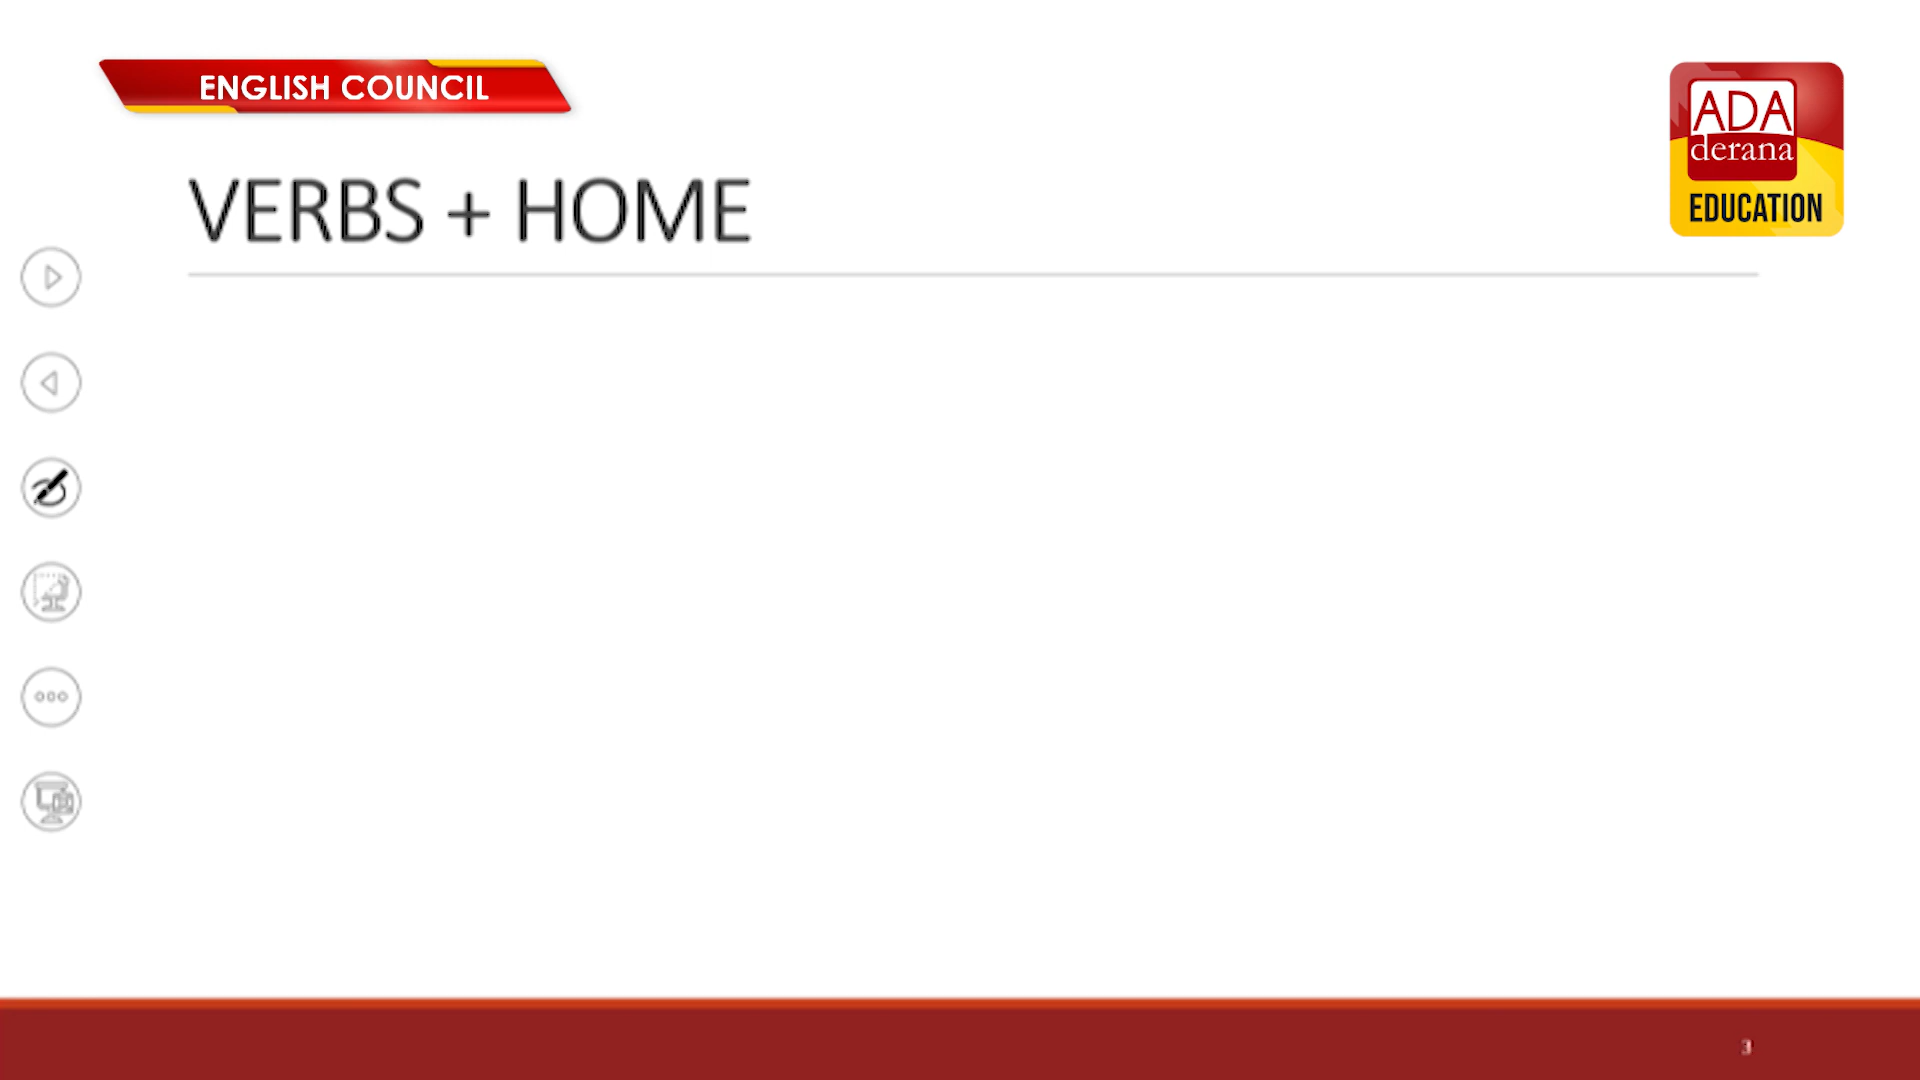 ENGLISH COUNCIL
ADA
derana
EDUCATION
VERBS + HOME
3